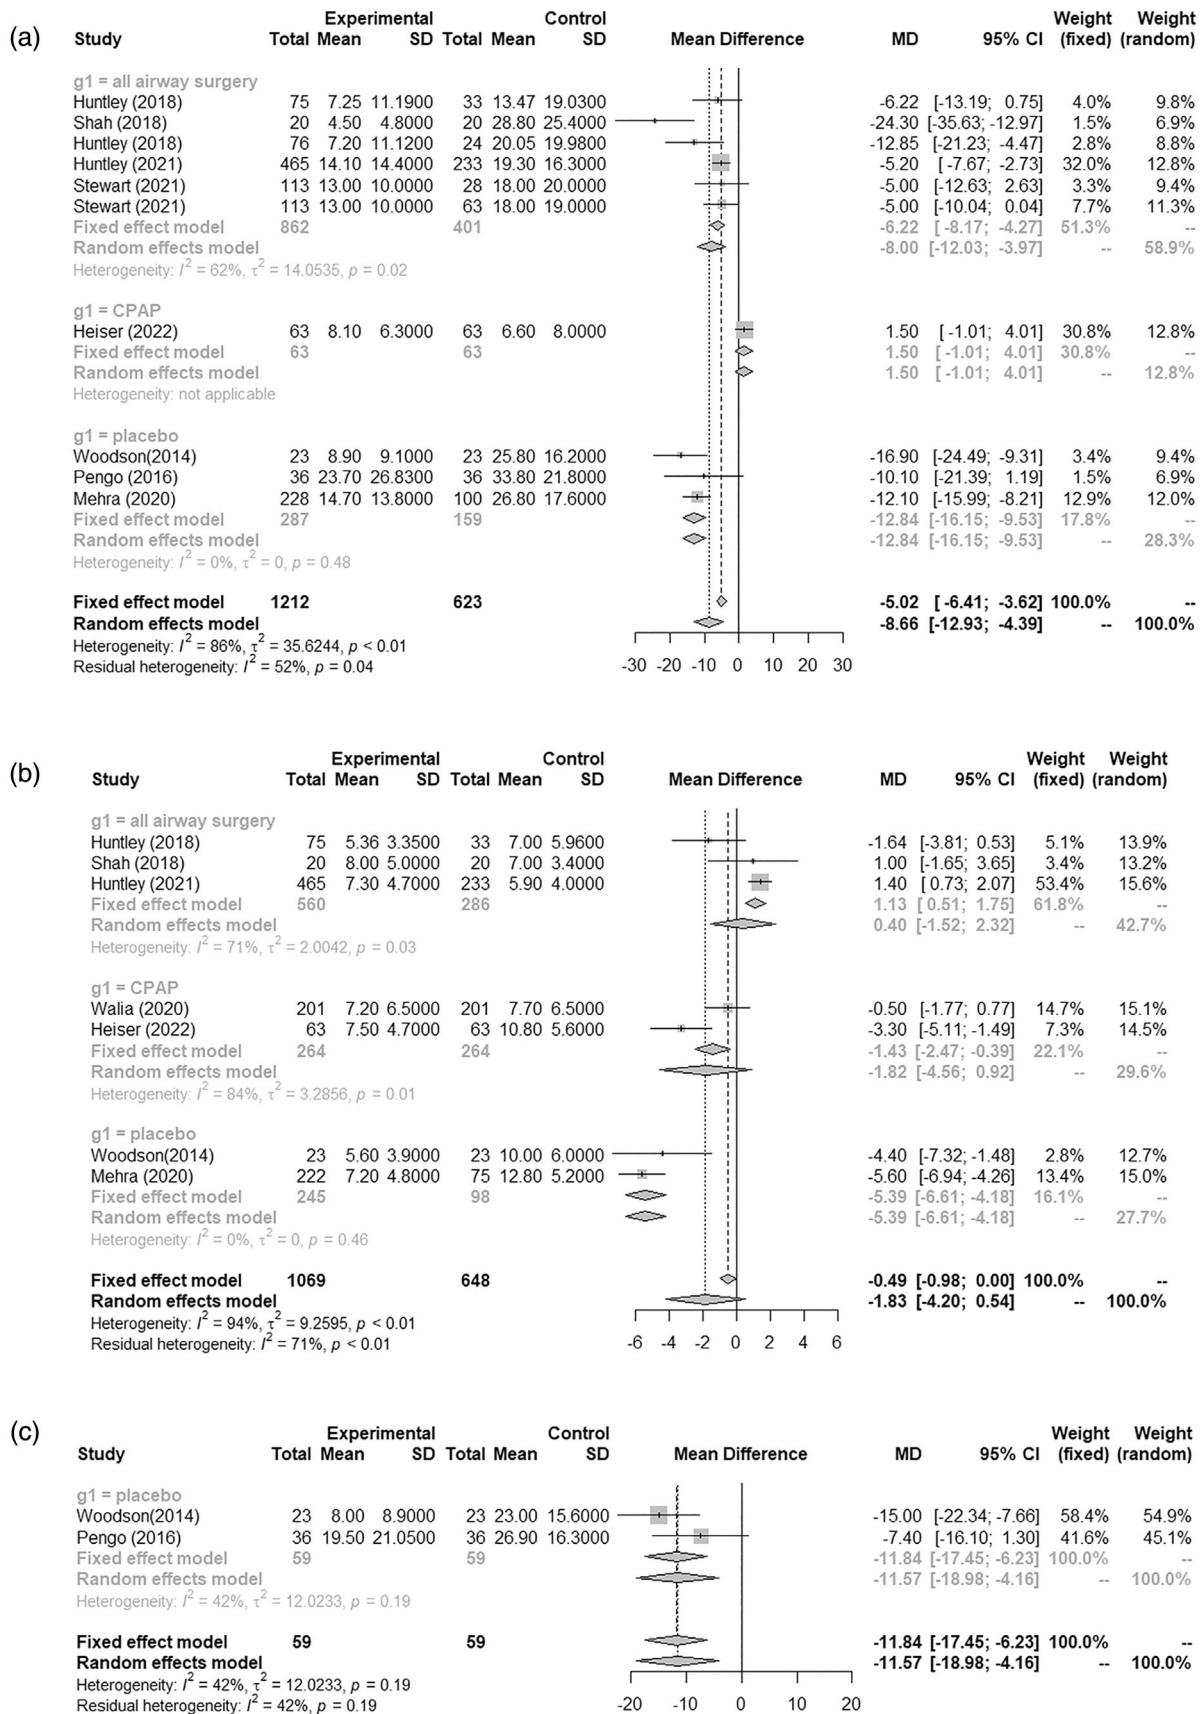 (a)
Experimental Control Weight Weight
Study Total Mean SD Total Mean SD Mean Difference MD 95% CI (fixed) (random)
g1 = all airway surgery
Huntley (2018) 75 7.25 11.1900 33 13.47 19.0300 -6.22 [-13.19; 0.75] 4.0% 9.8%
Shah (2018) 20 4.50 4.8000 20 28.80 25.4000 -24.30 [-35.63; -12.97] 1.5% 6.9%
Huntley (2018) 76 7.20 11.1200 24 20.05 19.9800 -12.85 [-21.23; -4.47] 2.8% 8.8%
Huntley (2021) 465 14.10 14.4000 233 19.30 16.3000 -5.20 [-7.67; -2.73] 32.0% 12.8%
Stewart (2021) 113 13.00 10.0000 28 18.00 20.0000 -5.00 [-12.63; 2.63] 3.3% 9.4%
Stewart (2021) 113 13.00 10.0000 63 18.00 19.0000 -5.00 [-10.04; 0.04] 7.7% 11.3%
Fixed effect model 862 401 -6.22 [-8.17; -4.27] 51.3% --
Random effects model -8.00 [-12.03; -3.97] -- 58.9%
Heterogeneity: I² = 62%, τ² = 14.0535, p = 0.02
g1 = CPAP
Heiser (2022) 63 8.10 6.3000 63 6.60 8.0000 1.50 [-1.01; 4.01] 30.8% 12.8%
Fixed effect model 63 63 1.50 [-1.01; 4.01] 30.8% --
Random effects model 1.50 [-1.01; 4.01] -- 12.8%
Heterogeneity: not applicable
g1 = placebo
Woodson(2014) 23 8.90 9.1000 23 25.80 16.2000 -16.90 [-24.49; -9.31] 3.4% 9.4%
Pengo (2016) 36 23.70 26.8300 36 33.80 21.8000 -10.10 [-21.39; 1.19] 1.5% 6.9%
Mehra (2020) 228 14.70 13.8000 100 26.80 17.6000 -12.10 [-15.99; -8.21] 12.9% 12.0%
Fixed effect model 287 159 -12.84 [-16.15; -9.53] 17.8% --
Random effects model -12.84 [-16.15; -9.53] -- 28.3%
Heterogeneity: I² = 0%, τ² = 0, p = 0.48
Fixed effect model 1212 623 -5.02 [-6.41; -3.62] 100.0% --
Random effects model -8.66 [-12.93; -4.39] -- 100.0%
Heterogeneity: I² = 86%, τ² = 35.6244, p < 0.01
Residual heterogeneity: I² = 52%, p = 0.04
-30 -20 -10 0 10 20 30
(b)
Experimental Control Weight Weight
Study Total Mean SD Total Mean SD Mean Difference MD 95% CI (fixed) (random)
g1 = all airway surgery
Huntley (2018) 75 5.36 3.3500 33 7.00 5.9600 -1.64 [-3.81; 0.53] 5.1% 13.9%
Shah (2018) 20 8.00 5.0000 20 7.00 3.4000 1.00 [-1.65; 3.65] 3.4% 13.2%
Huntley (2021) 465 7.30 4.7000 233 5.90 4.0000 1.40 [0.73; 2.07] 53.4% 15.6%
Fixed effect model 560 286 1.13 [0.51; 1.75] 61.8% --
Random effects model 0.40 [-1.52; 2.32] -- 42.7%
Heterogeneity: I² = 71%, τ² = 2.0042, p = 0.03
g1 = CPAP
Walia (2020) 201 7.20 6.5000 201 7.70 6.5000 -0.50 [-1.77; 0.77] 14.7% 15.1%
Heiser (2022) 63 7.50 4.7000 63 10.80 5.6000 -3.30 [-5.11; -1.49] 7.3% 14.5%
Fixed effect model 264 264 -1.43 [-2.47; -0.39] 22.1% --
Random effects model -1.82 [-4.56; 0.92] -- 29.6%
Heterogeneity: I² = 84%, τ² = 3.2856, p = 0.01
g1 = placebo
Woodson(2014) 23 5.60 3.9000 23 10.00 6.0000 -4.40 [-7.32; -1.48] 2.8% 12.7%
Mehra (2020) 222 7.20 4.8000 75 12.80 5.2000 -5.60 [-6.94; -4.26] 13.4% 15.0%
Fixed effect model 245 98 -5.39 [-6.61; -4.18] 16.1% --
Random effects model -5.39 [-6.61; -4.18] -- 27.7%
Heterogeneity: I² = 0%, τ² = 0, p = 0.46
Fixed effect model 1069 648 -0.49 [-0.98; 0.00] 100.0% --
Random effects model -1.83 [-4.20; 0.54] -- 100.0%
Heterogeneity: I² = 94%, τ² = 9.2595, p < 0.01
Residual heterogeneity: I² = 71%, p < 0.01
-6 -4 -2 0 2 4 6
(c)
Experimental Control Weight Weight
Study Total Mean SD Total Mean SD Mean Difference MD 95% CI (fixed) (random)
g1 = placebo
Woodson(2014) 23 8.00 8.9000 23 23.00 15.6000 -15.00 [-22.34; -7.66] 58.4% 54.9%
Pengo (2016) 36 19.50 21.0500 36 26.90 16.3000 -7.40 [-16.10; 1.30] 41.6% 45.1%
Fixed effect model 59 59 -11.84 [-17.45; -6.23] 100.0% --
Random effects model -11.57 [-18.98; -4.16] -- 100.0%
Heterogeneity: I² = 42%, τ² = 12.0233, p = 0.19
Fixed effect model 59 59 -11.84 [-17.45; -6.23] 100.0% --
Random effects model -11.57 [-18.98; -4.16] -- 100.0%
Heterogeneity: I² = 42%, τ² = 12.0233, p = 0.19
Residual heterogeneity: I² = 42%, p = 0.19
-20 -10 0 10 20